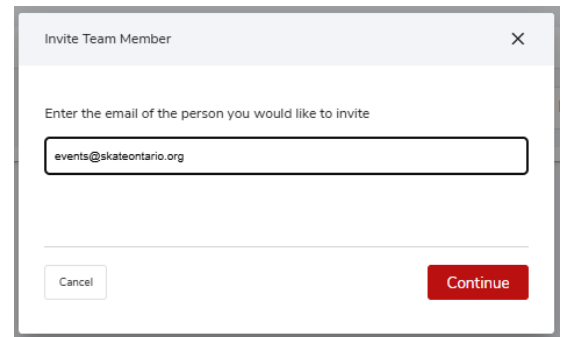 Invite Team Member
Enter the email of the person you would like to invite
events@skateontario.org
Cancel
Continue